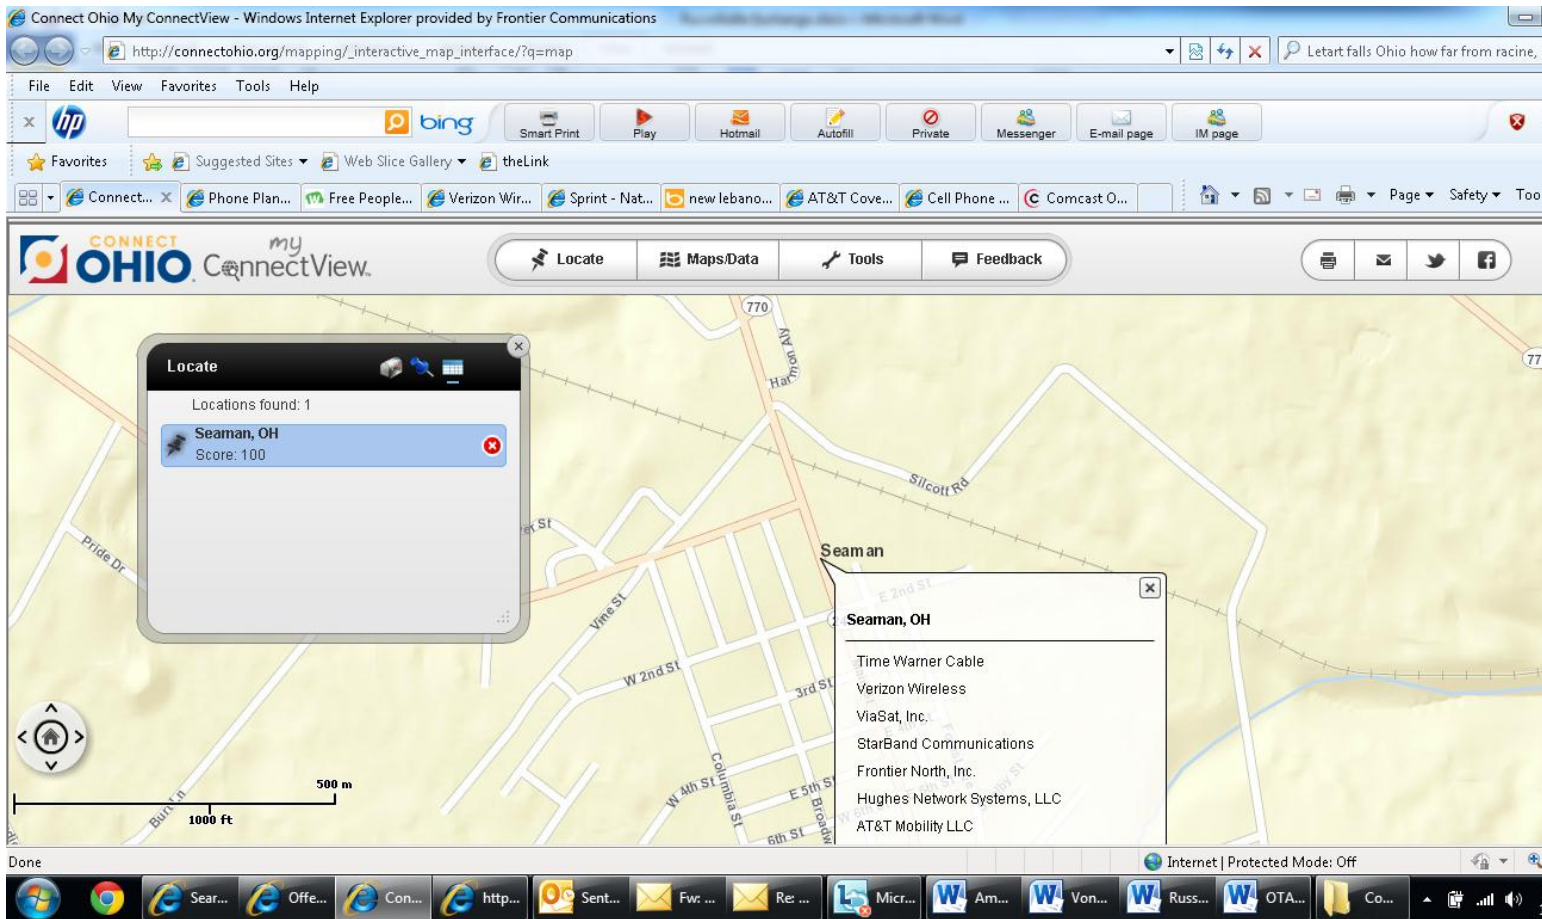 Connect Ohio My ConnectView - Windows Internet Explorer provided by Frontier Communications
http://connectohio.org/mapping/_interactive_map_interface/?q=map
Letart falls Ohio how far from racine,
File Edit View Favorites Tools Help
x hp bing Smart Print Play Hotmail Autofill Private Messenger E-mail page IM page
Favorites Suggested Sites Web Slice Gallery theLink
Connect... X Phone Plan... Free People... Verizon Wir... Sprint - Nat... new lebano... AT&T Cove... Cell Phone ... Comcast O... Page Safety Too
CONNECT
OHIO
my
ConnectView.
Locate Maps/Data Tools Feedback
770
Harmon Aly
77
Locate
Locations found: 1
Seaman, OH
Score: 100
Silcott Rd
St
Pride Dr
Seaman
E 2nd St
Vine St
W 2nd St
3rd St
Seaman, OH
Time Warner Cable
Verizon Wireless
ViaSat, Inc.
StarBand Communications
Frontier North, Inc.
Hughes Network Systems, LLC
AT&T Mobility LLC
Columbia St
W 4th St
E 5th St
Broadw
6th St
500 m
1000 ft
Done
Internet | Protected Mode: Off
Sear... Offe... Con... http... Sent... Fw: ... Re: ... Micr... Am... Von... Russ... OTA... Co...